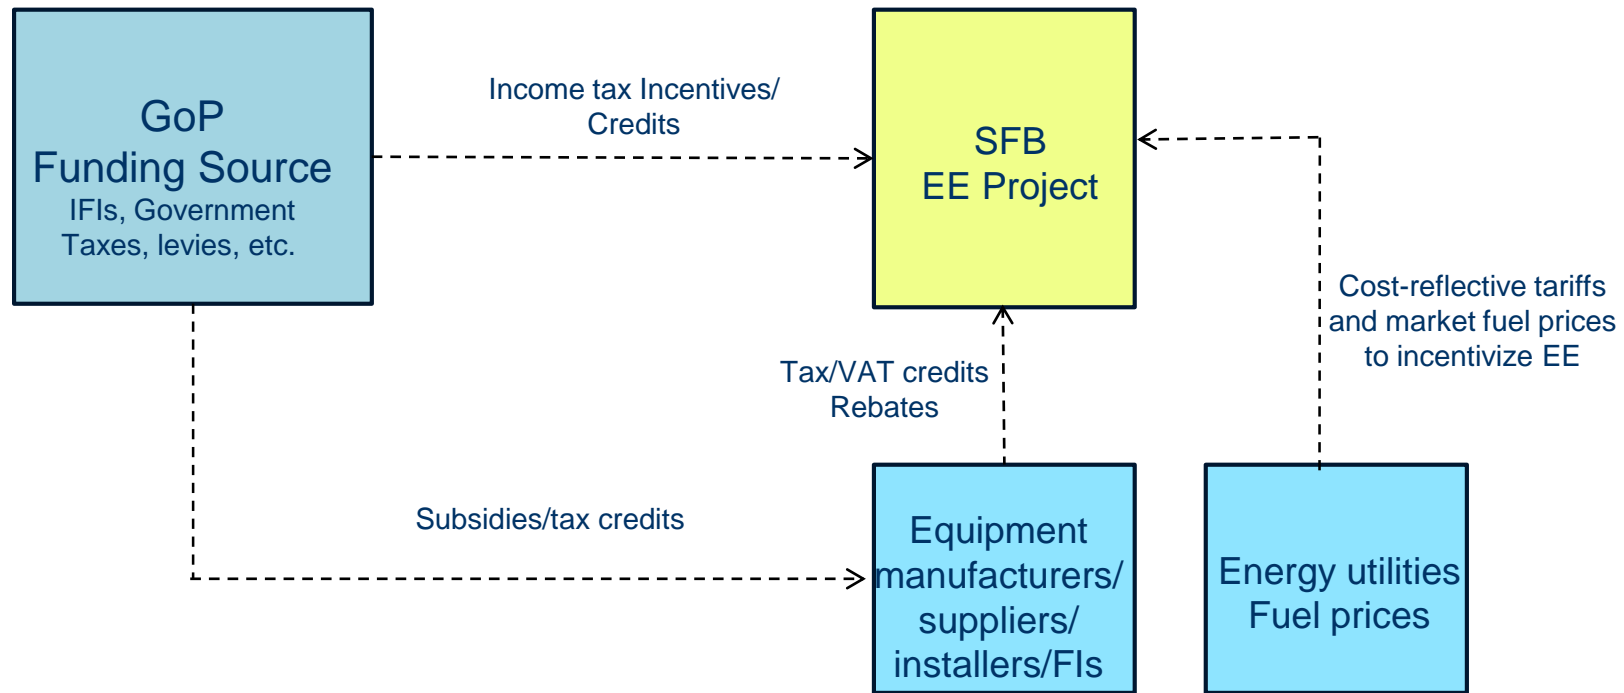 GoP
Funding Source
IFIs, Government
Taxes, levies, etc.
Income tax Incentives/
Credits
SFB
EE Project
Cost-reflective tariffs
and market fuel prices
to incentivize EE
Tax/VAT credits
Rebates
Subsidies/tax credits
Equipment
manufacturers/
suppliers/
installers/FIs
Energy utilities
Fuel prices